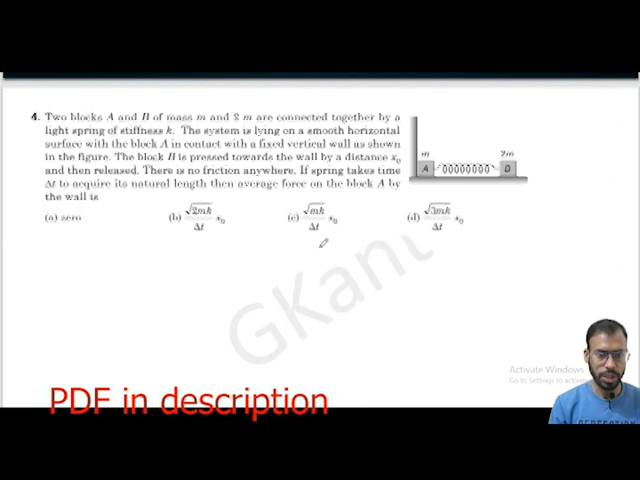 4. Two blocks A and B of mass m and 2 m are connected together by a
light spring of stiffness k. The system is lying on a smooth horizontal
surface with the block A in contact with a fixed vertical wall as shown
in the figure. The block B is pressed towards the wall by a distance x₀
and then released. There is no friction anywhere. If spring takes time
Δt to acquire its natural length then average force on the block A by
the wall is
m 2m
A B
(a) zero (b) √2mk/Δt x₀ (c) √mk/Δt x₀ (d) √3mk/Δt x₀
GKant
Activate Windows
Go to Settings to activate
PDF in description